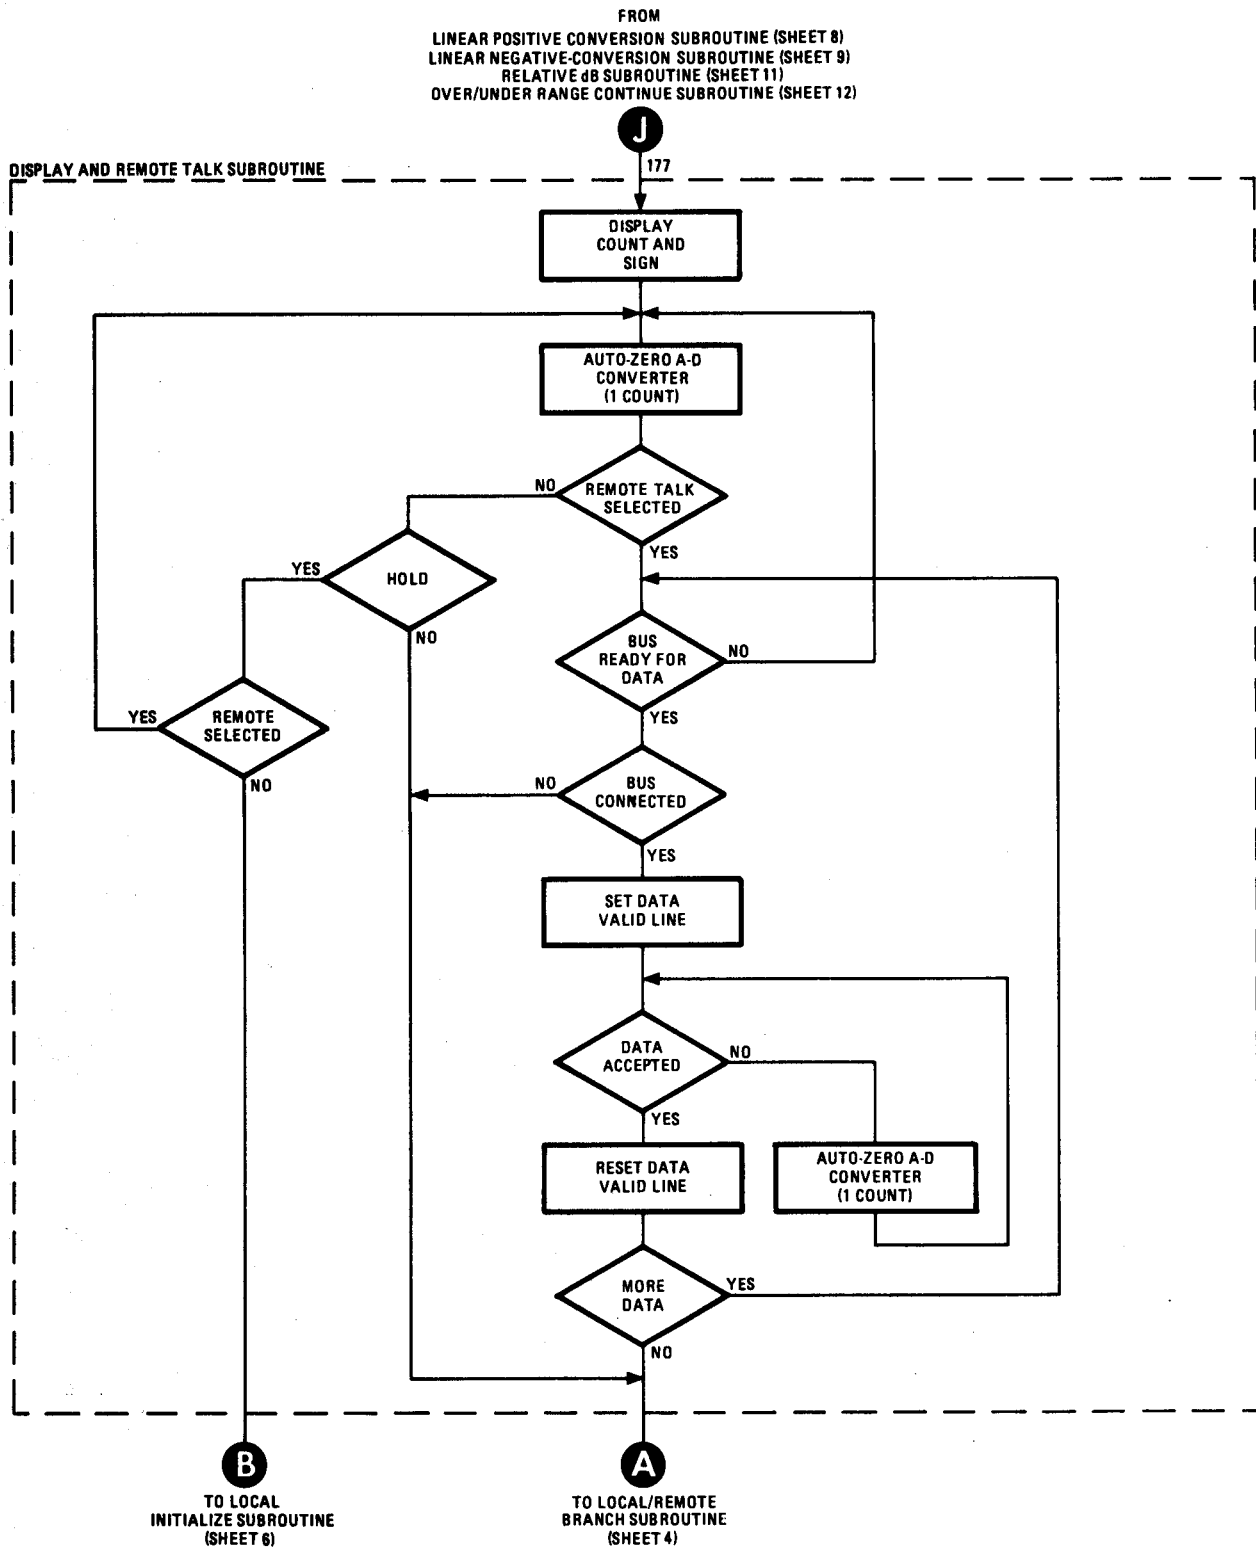 FROM
LINEAR POSITIVE CONVERSION SUBROUTINE (SHEET 8)
LINEAR NEGATIVE-CONVERSION SUBROUTINE (SHEET 9)
RELATIVE dB SUBROUTINE (SHEET 11)
OVER/UNDER RANGE CONTINUE SUBROUTINE (SHEET 12)
J
177
DISPLAY AND REMOTE TALK SUBROUTINE
DISPLAY
COUNT AND
SIGN
AUTO-ZERO A-D
CONVERTER
(1 COUNT)
NO
REMOTE TALK
SELECTED
YES
YES
HOLD
NO
BUS
READY FOR
DATA
NO
YES
YES
REMOTE
SELECTED
NO
NO
BUS
CONNECTED
YES
SET DATA
VALID LINE
DATA
ACCEPTED
NO
YES
RESET DATA
VALID LINE
AUTO-ZERO A-D
CONVERTER
(1 COUNT)
MORE
DATA
YES
NO
B
TO LOCAL
INITIALIZE SUBROUTINE
(SHEET 6)
A
TO LOCAL/REMOTE
BRANCH SUBROUTINE
(SHEET 4)